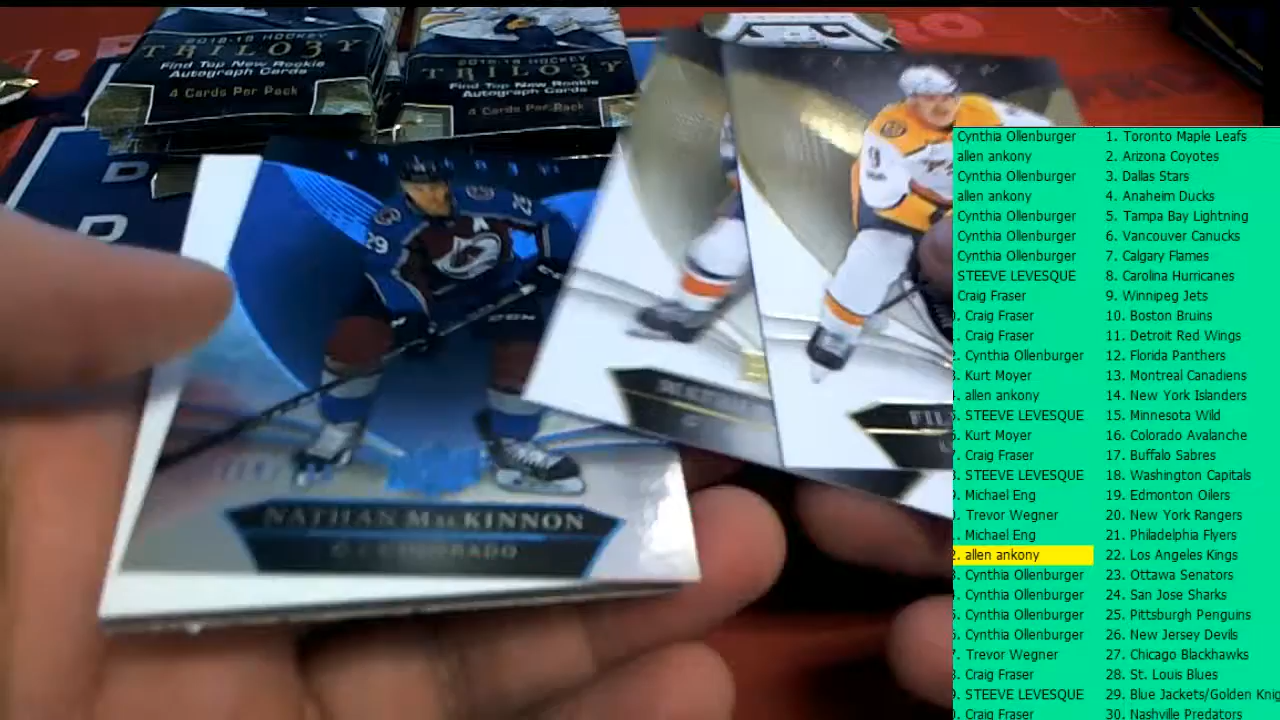 2018-19 HOCKEY
TRILOGY
Find Top New Rookie
Autograph Cards
4 Cards Per Pack
2018-19 HOCKEY
TRILOGY
Find Top New Rookie
Autograph Cards
4 Cards Per Pack
29
A
NATHAN MACKINNON
C COLORADO
FIL
Cynthia Ollenburger 1. Toronto Maple Leafs
allen ankony 2. Arizona Coyotes
Cynthia Ollenburger 3. Dallas Stars
allen ankony 4. Anaheim Ducks
Cynthia Ollenburger 5. Tampa Bay Lightning
Cynthia Ollenburger 6. Vancouver Canucks
Cynthia Ollenburger 7. Calgary Flames
STEEVE LEVESQUE 8. Carolina Hurricanes
Craig Fraser 9. Winnipeg Jets
. Craig Fraser 10. Boston Bruins
. Craig Fraser 11. Detroit Red Wings
. Cynthia Ollenburger 12. Florida Panthers
. Kurt Moyer 13. Montreal Canadiens
. allen ankony 14. New York Islanders
. STEEVE LEVESQUE 15. Minnesota Wild
. Kurt Moyer 16. Colorado Avalanche
. Craig Fraser 17. Buffalo Sabres
. STEEVE LEVESQUE 18. Washington Capitals
. Michael Eng 19. Edmonton Oilers
. Trevor Wegner 20. New York Rangers
. Michael Eng 21. Philadelphia Flyers
. allen ankony 22. Los Angeles Kings
. Cynthia Ollenburger 23. Ottawa Senators
. Cynthia Ollenburger 24. San Jose Sharks
. Cynthia Ollenburger 25. Pittsburgh Penguins
. Cynthia Ollenburger 26. New Jersey Devils
. Trevor Wegner 27. Chicago Blackhawks
. Craig Fraser 28. St. Louis Blues
. STEEVE LEVESQUE 29. Blue Jackets/Golden Knig
. Craig Fraser 30. Nashville Predators